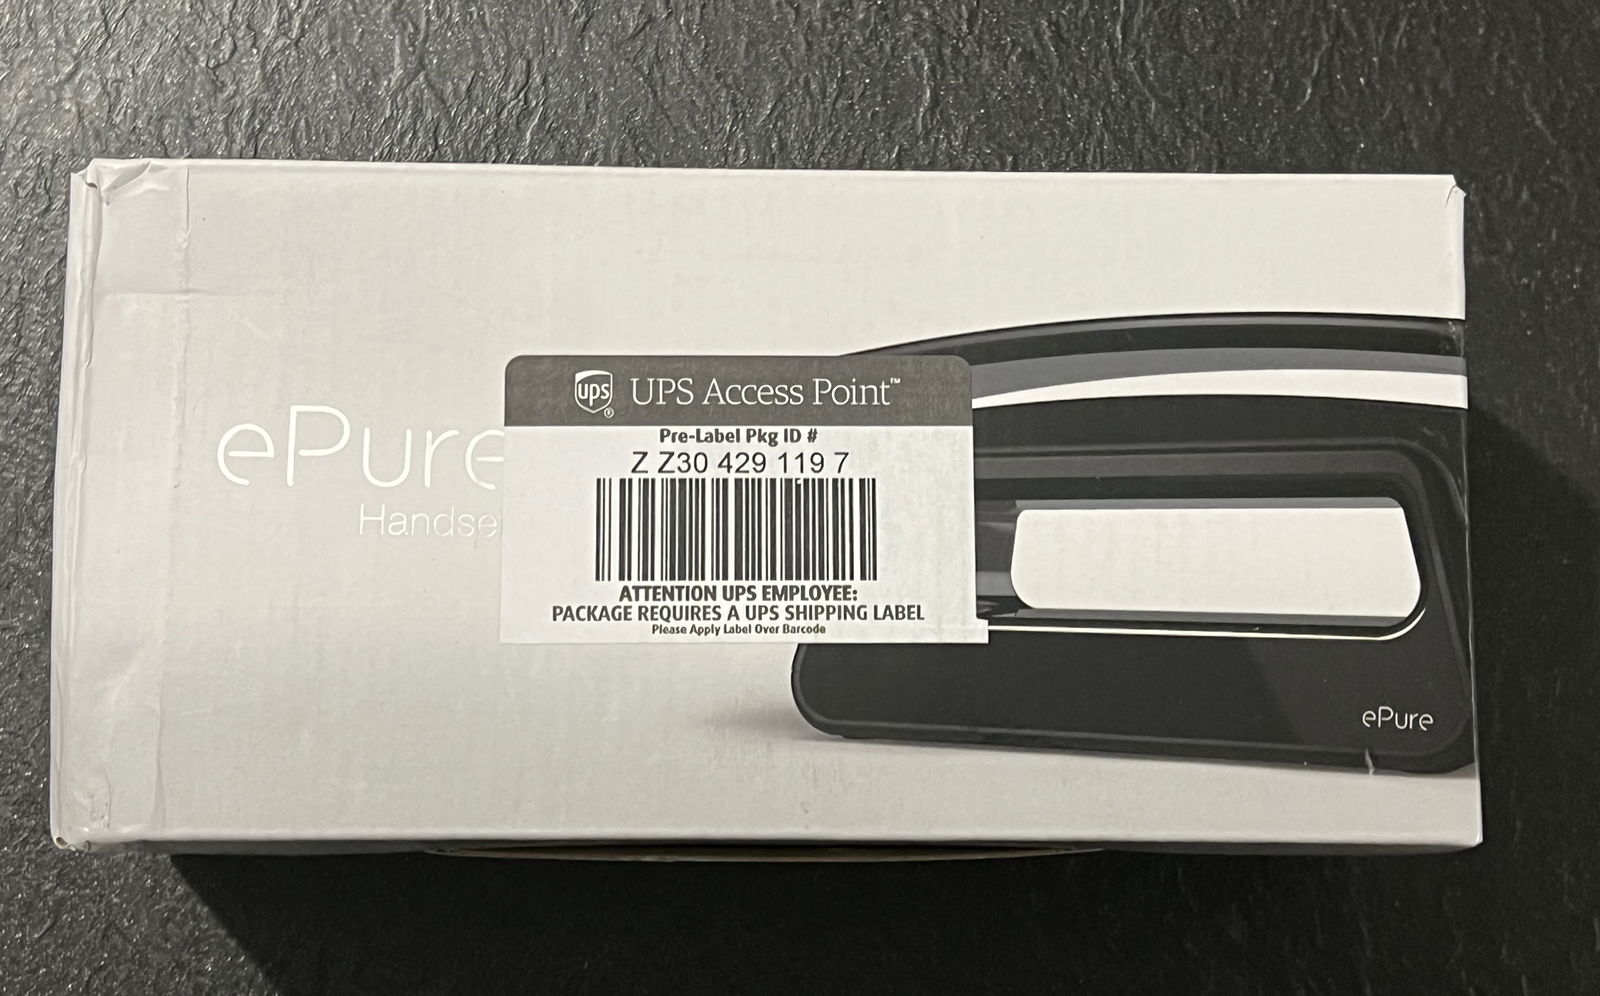 ups
UPS Access Point™
Pre-Label Pkg ID #
Z Z30 429 119 7
ATTENTION UPS EMPLOYEE:
PACKAGE REQUIRES A UPS SHIPPING LABEL
Please Apply Label Over Barcode
ePure
Handse
ePure